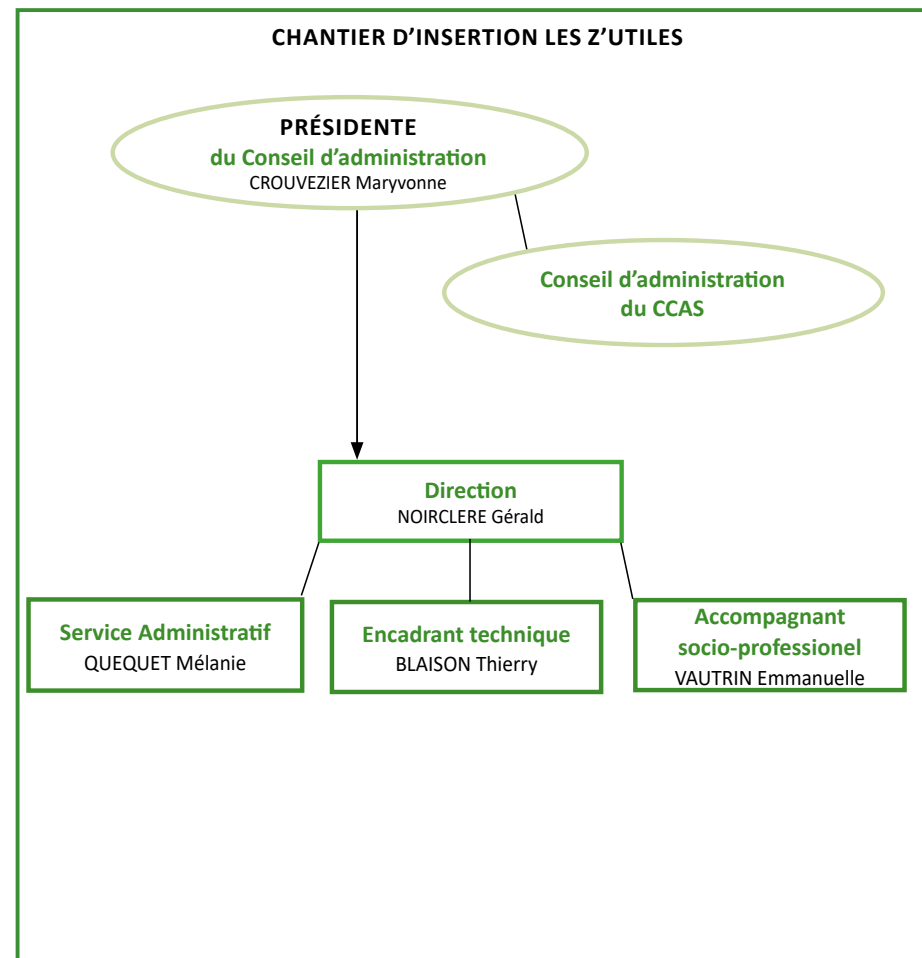 CHANTIER D'INSERTION LES Z'UTILES
PRÉSIDENTE
du Conseil d'administration
CROUVEZIER Maryvonne
Conseil d'administration
du CCAS
Direction
NOIRCLERE Gérald
Service Administratif
QUEQUET Mélanie
Encadrant technique
BLAISON Thierry
Accompagnant
socio-professionel
VAUTRIN Emmanuelle